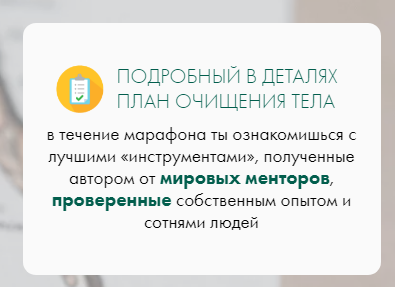 ПОДРОБНЫЙ В ДЕТАЛЯХ
ПЛАН ОЧИЩЕНИЯ ТЕЛА
в течение марафона ты ознакомишься с
лучшими «инструментами», полученные
автором от мировых менторов,
проверенные собственным опытом и
сотнями людей